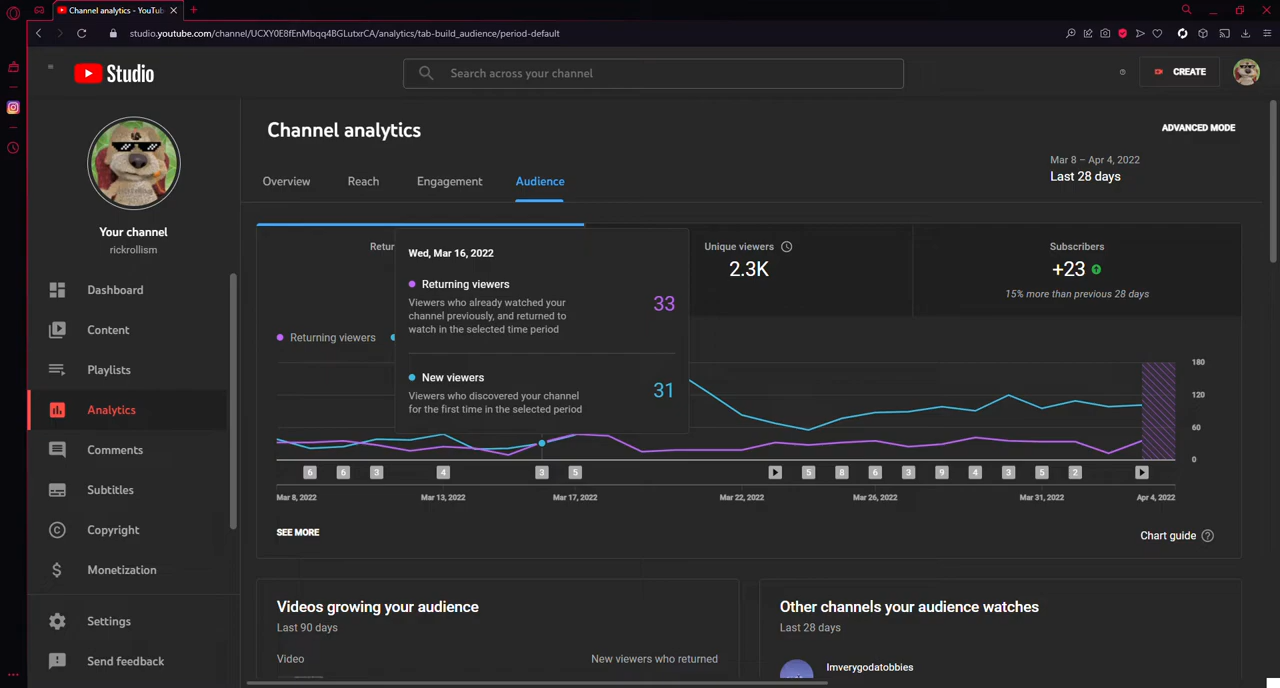 Channel analytics - YouTub
studio.youtube.com/channel/UCXY0E8fEnMbqq4BGLutxrCA/analytics/tab-build_audience/period-default
Studio
Search across your channel
CREATE
Your channel
rickrollism
Dashboard
Content
Playlists
Analytics
Comments
Subtitles
Copyright
Monetization
Settings
Send feedback
Channel analytics
ADVANCED MODE
Overview
Reach
Engagement
Audience
Mar 8 – Apr 4, 2022
Last 28 days
Retur
Unique viewers
2.3K
Subscribers
+23
15% more than previous 28 days
Wed, Mar 16, 2022
Returning viewers
33
Viewers who already watched your
channel previously, and returned to
watch in the selected time period
New viewers
31
Viewers who discovered your channel
for the first time in the selected period
Returning viewers
180
120
60
0
6 6 3 4 3 5 5 8 6 3 9 4 3 5 2
Mar 8, 2022 Mar 13, 2022 Mar 17, 2022 Mar 22, 2022 Mar 26, 2022 Mar 31, 2022 Apr 4, 2022
SEE MORE
Chart guide
Videos growing your audience
Last 90 days
Video
New viewers who returned
Other channels your audience watches
Last 28 days
Imverygodatobbies